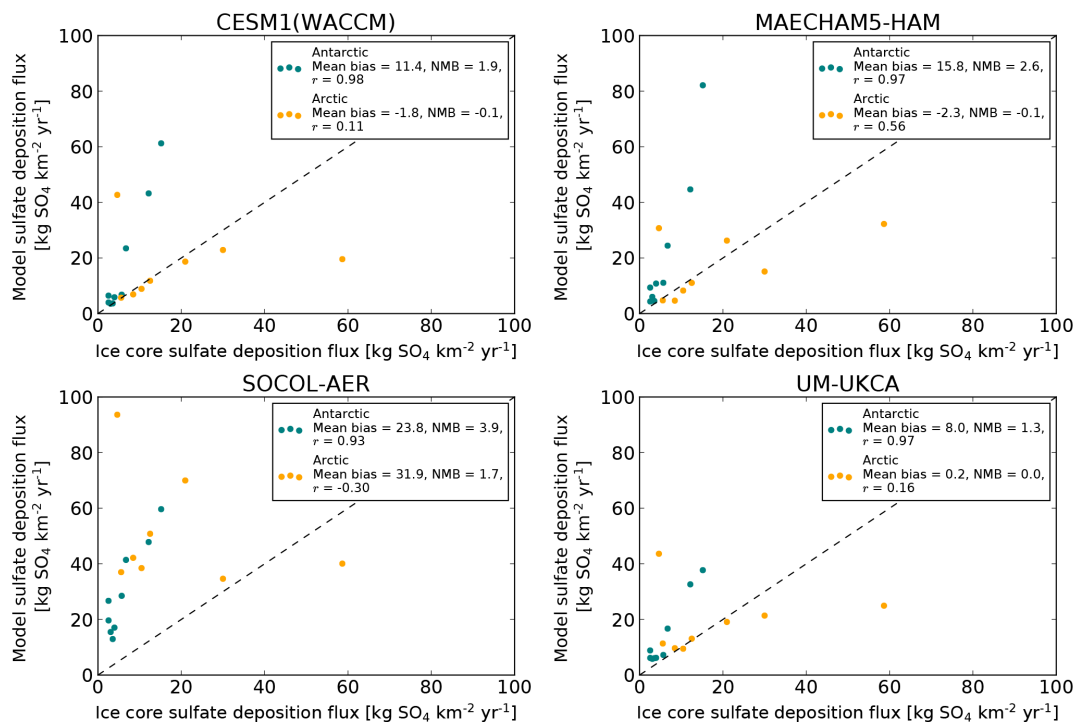 CESM1(WACCM)
Antarctic
Mean bias = 11.4, NMB = 1.9,
r = 0.98
Arctic
Mean bias = -1.8, NMB = -0.1,
r = 0.11
Model sulfate deposition flux
[kg SO₄ km⁻² yr⁻¹]
100
80
60
40
20
0
0 20 40 60 80 100
Ice core sulfate deposition flux [kg SO₄ km⁻² yr⁻¹]
MAECHAM5-HAM
Antarctic
Mean bias = 15.8, NMB = 2.6,
r = 0.97
Arctic
Mean bias = -2.3, NMB = -0.1,
r = 0.56
Model sulfate deposition flux
[kg SO₄ km⁻² yr⁻¹]
100
80
60
40
20
0
0 20 40 60 80 100
Ice core sulfate deposition flux [kg SO₄ km⁻² yr⁻¹]
SOCOL-AER
Antarctic
Mean bias = 23.8, NMB = 3.9,
r = 0.93
Arctic
Mean bias = 31.9, NMB = 1.7,
r = -0.30
Model sulfate deposition flux
[kg SO₄ km⁻² yr⁻¹]
100
80
60
40
20
0
0 20 40 60 80 100
Ice core sulfate deposition flux [kg SO₄ km⁻² yr⁻¹]
UM-UKCA
Antarctic
Mean bias = 8.0, NMB = 1.3,
r = 0.97
Arctic
Mean bias = 0.2, NMB = 0.0,
r = 0.16
Model sulfate deposition flux
[kg SO₄ km⁻² yr⁻¹]
100
80
60
40
20
0
0 20 40 60 80 100
Ice core sulfate deposition flux [kg SO₄ km⁻² yr⁻¹]